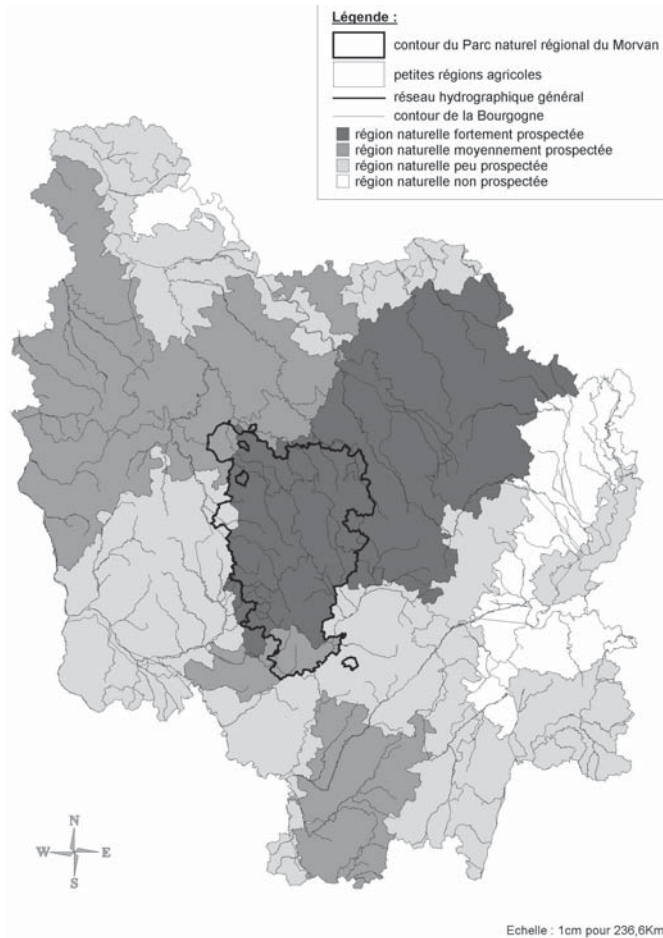 Légende :
contour du Parc naturel régional du Morvan
petites régions agricoles
réseau hydrographique général
contour de la Bourgogne
région naturelle fortement prospectée
région naturelle moyennement prospectée
région naturelle peu prospectée
région naturelle non prospectée
N
W E
S
Echelle : 1cm pour 236,6Km